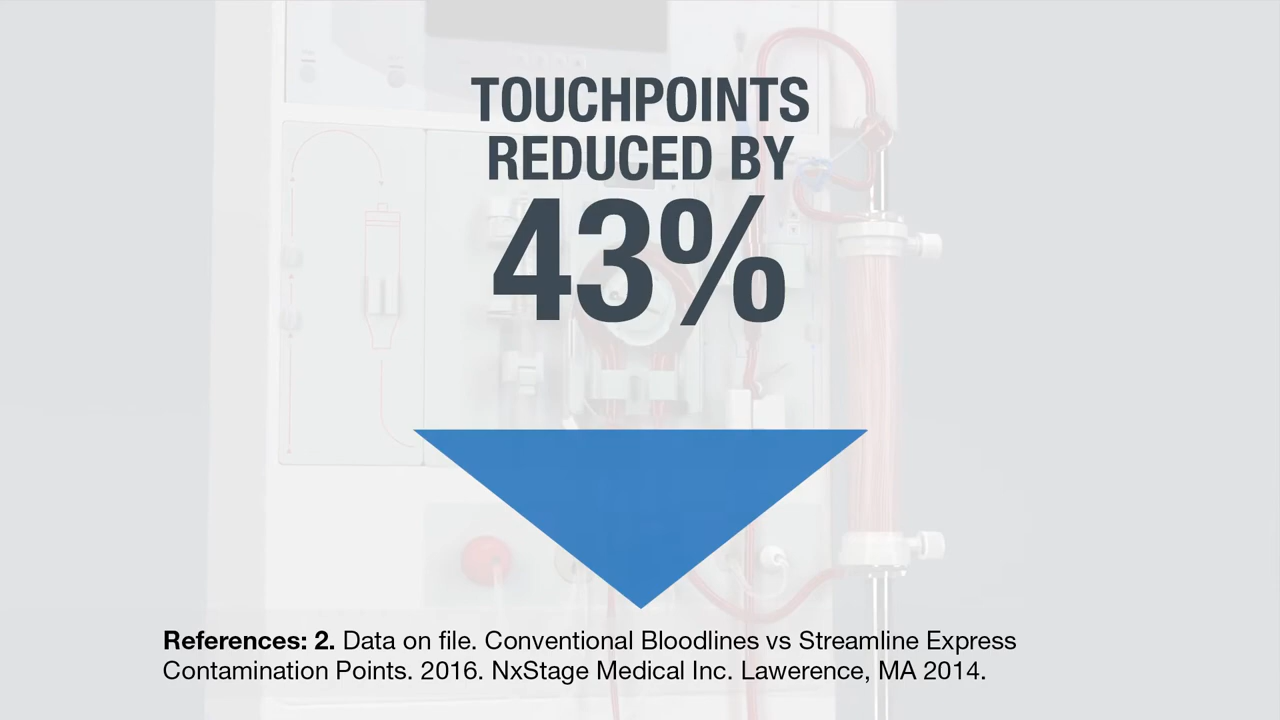 TOUCHPOINTS
REDUCED BY
43%
References: 2. Data on file. Conventional Bloodlines vs Streamline Express
Contamination Points. 2016. NxStage Medical Inc. Lawerence, MA 2014.